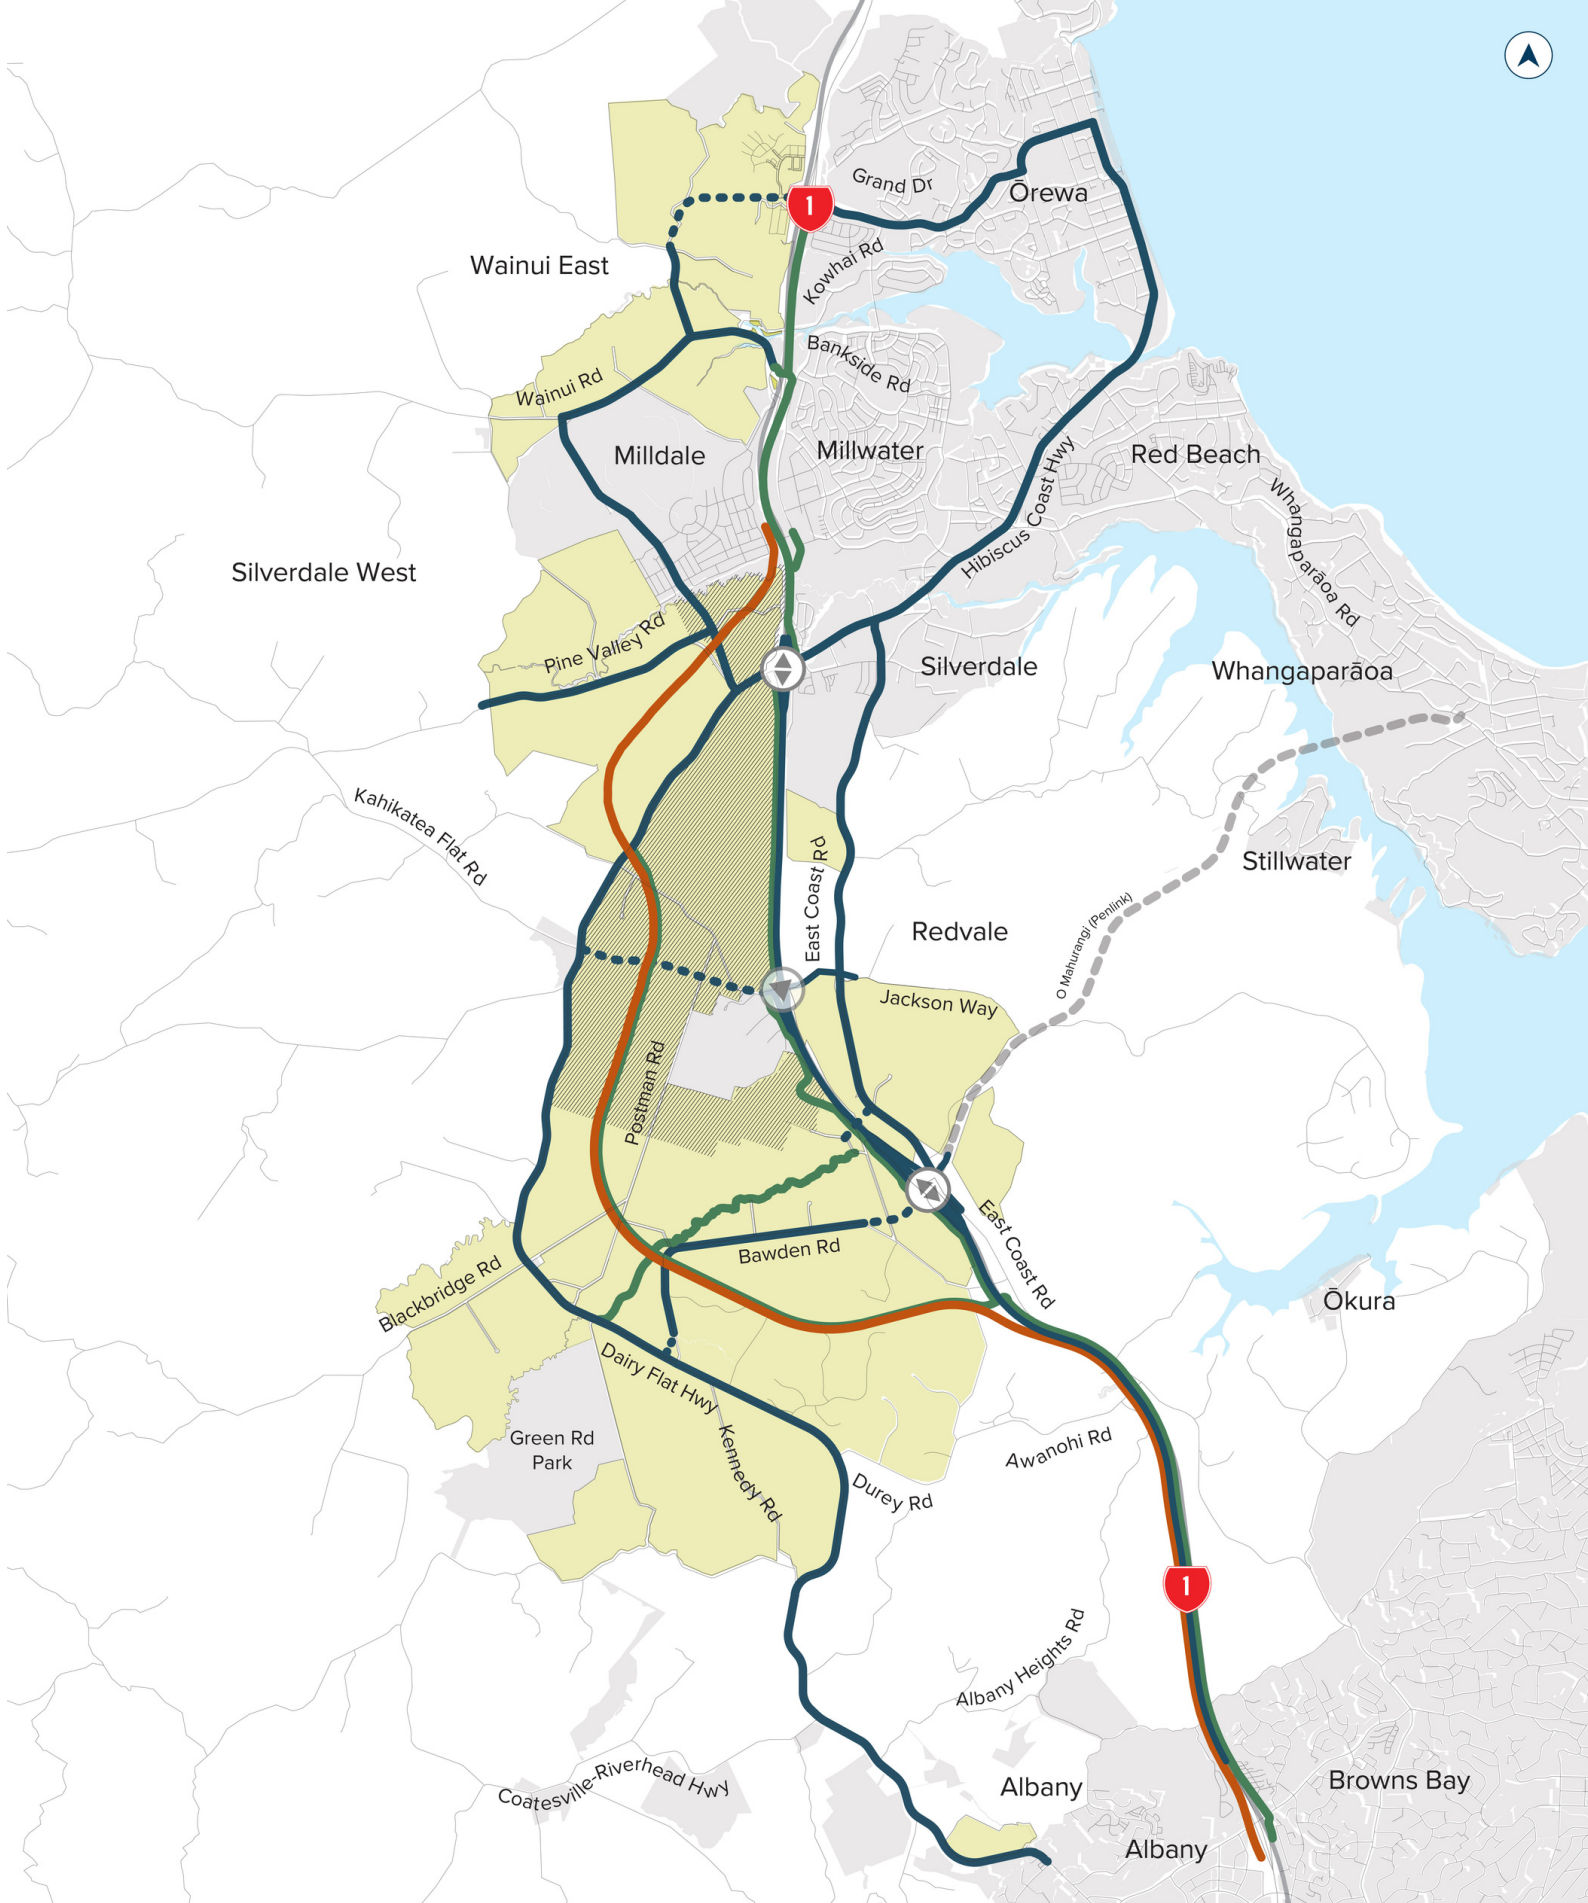 Grand Dr
Ōrewa
1
Kowhai Rd
Wainui East
Bankside Rd
Wainui Rd
Milldale
Millwater
Hibiscus Coast Hwy
Red Beach
Whangaparāoa Rd
Silverdale West
Pine Valley Rd
Silverdale
Whangaparāoa
Kahikatea Flat Rd
East Coast Rd
Stillwater
O Mahurangi (Penlink)
Redvale
Jackson Way
Postman Rd
Bawden Rd
East Coast Rd
Blackbridge Rd
Ōkura
Dairy Flat Hwy
Green Rd
Park
Kennedy Rd
Durey Rd
Awanohi Rd
1
Albany Heights Rd
Coatesville-Riverhead Hwy
Albany
Browns Bay
Albany